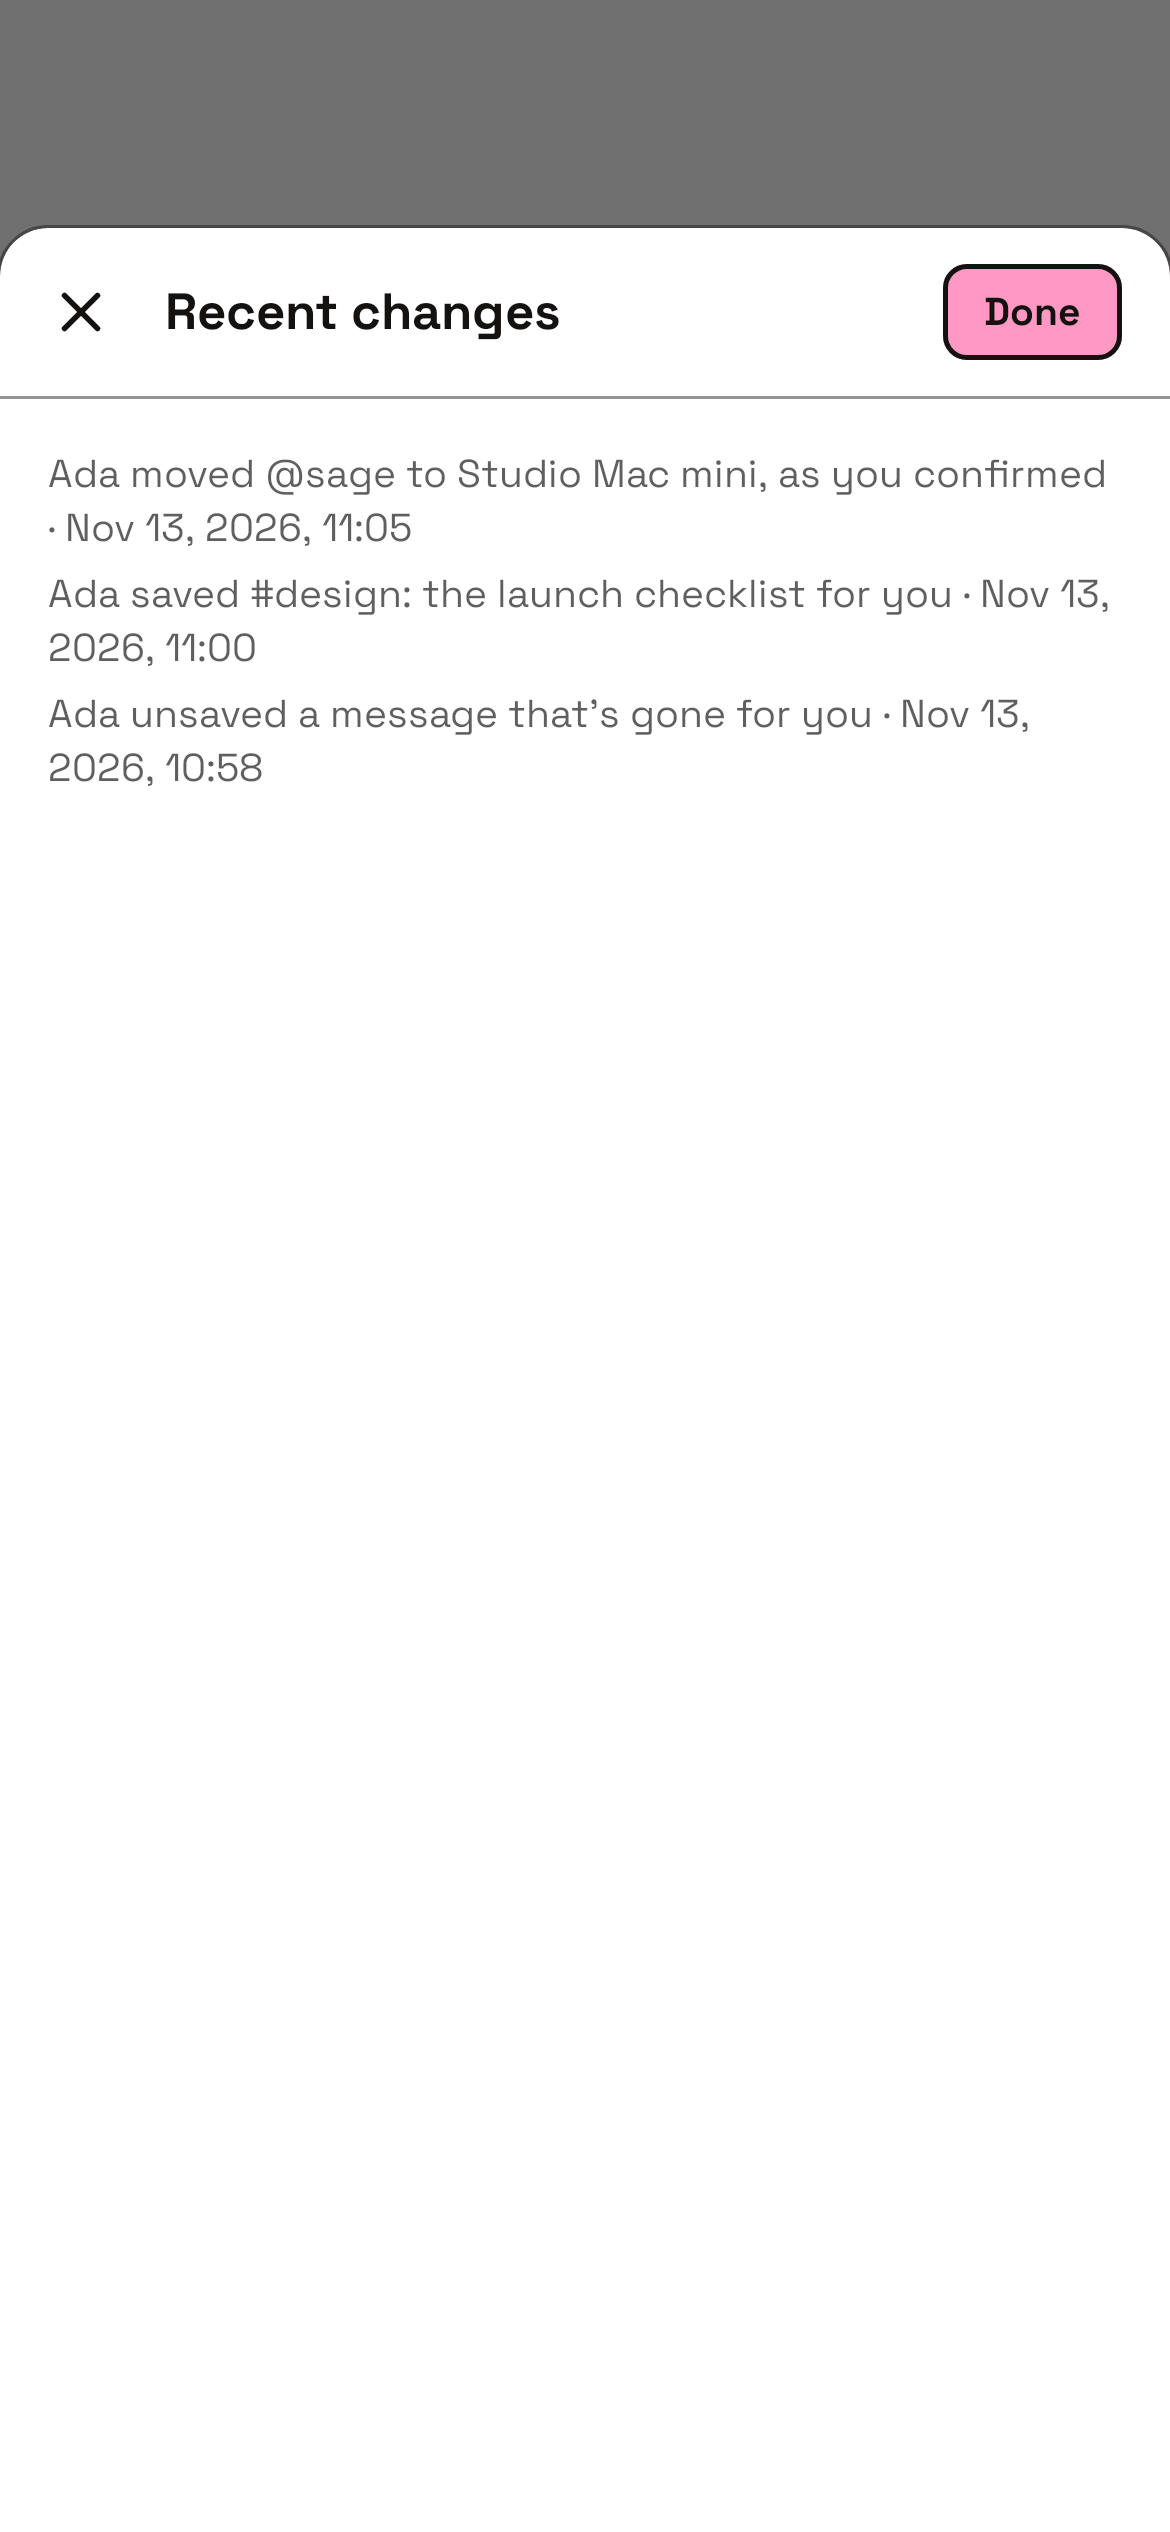 Recent changes
Done
Ada moved @sage to Studio Mac mini, as you confirmed
· Nov 13, 2026, 11:05
Ada saved #design: the launch checklist for you · Nov 13,
2026, 11:00
Ada unsaved a message that’s gone for you · Nov 13,
2026, 10:58